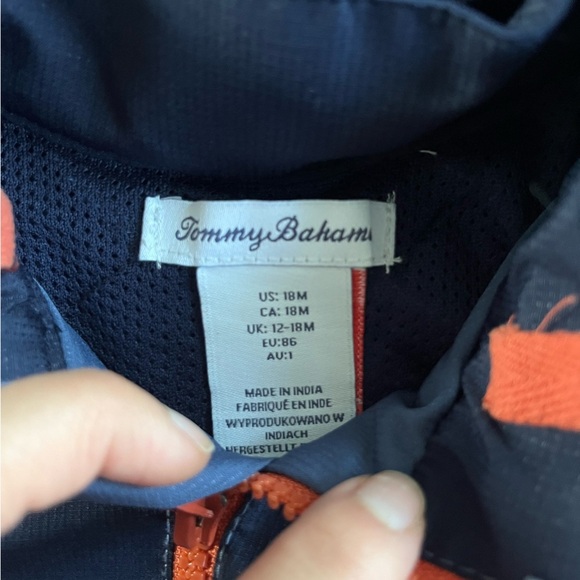 Tommy Bahama
US: 18M
CA: 18M
UK: 12-18M
EU: 86
AU: 1
MADE IN INDIA
FABRIQUÉ EN INDE
WYPRODUKOWANO W
INDIACH